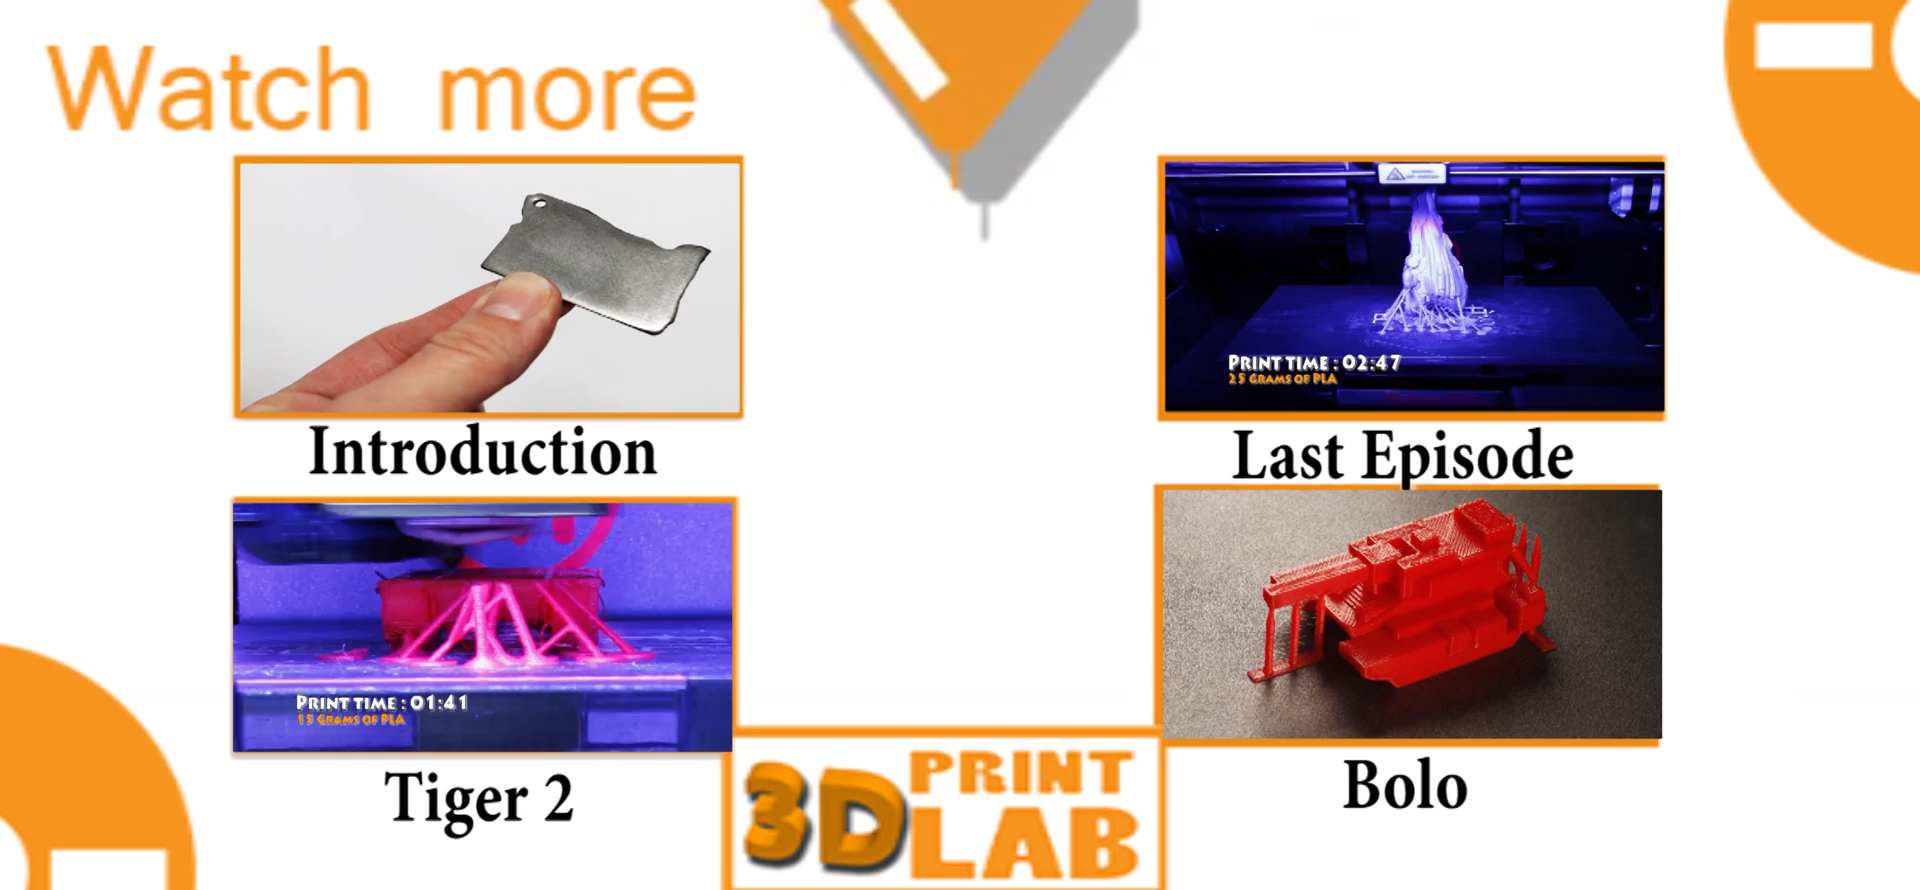 Watch more
Introduction
PRINT TIME : 02:47
25 GRAMS OF PLA
Last Episode
PRINT TIME : 01:41
15 GRAMS OF PLA
Tiger 2
Bolo
3D PRINT
LAB